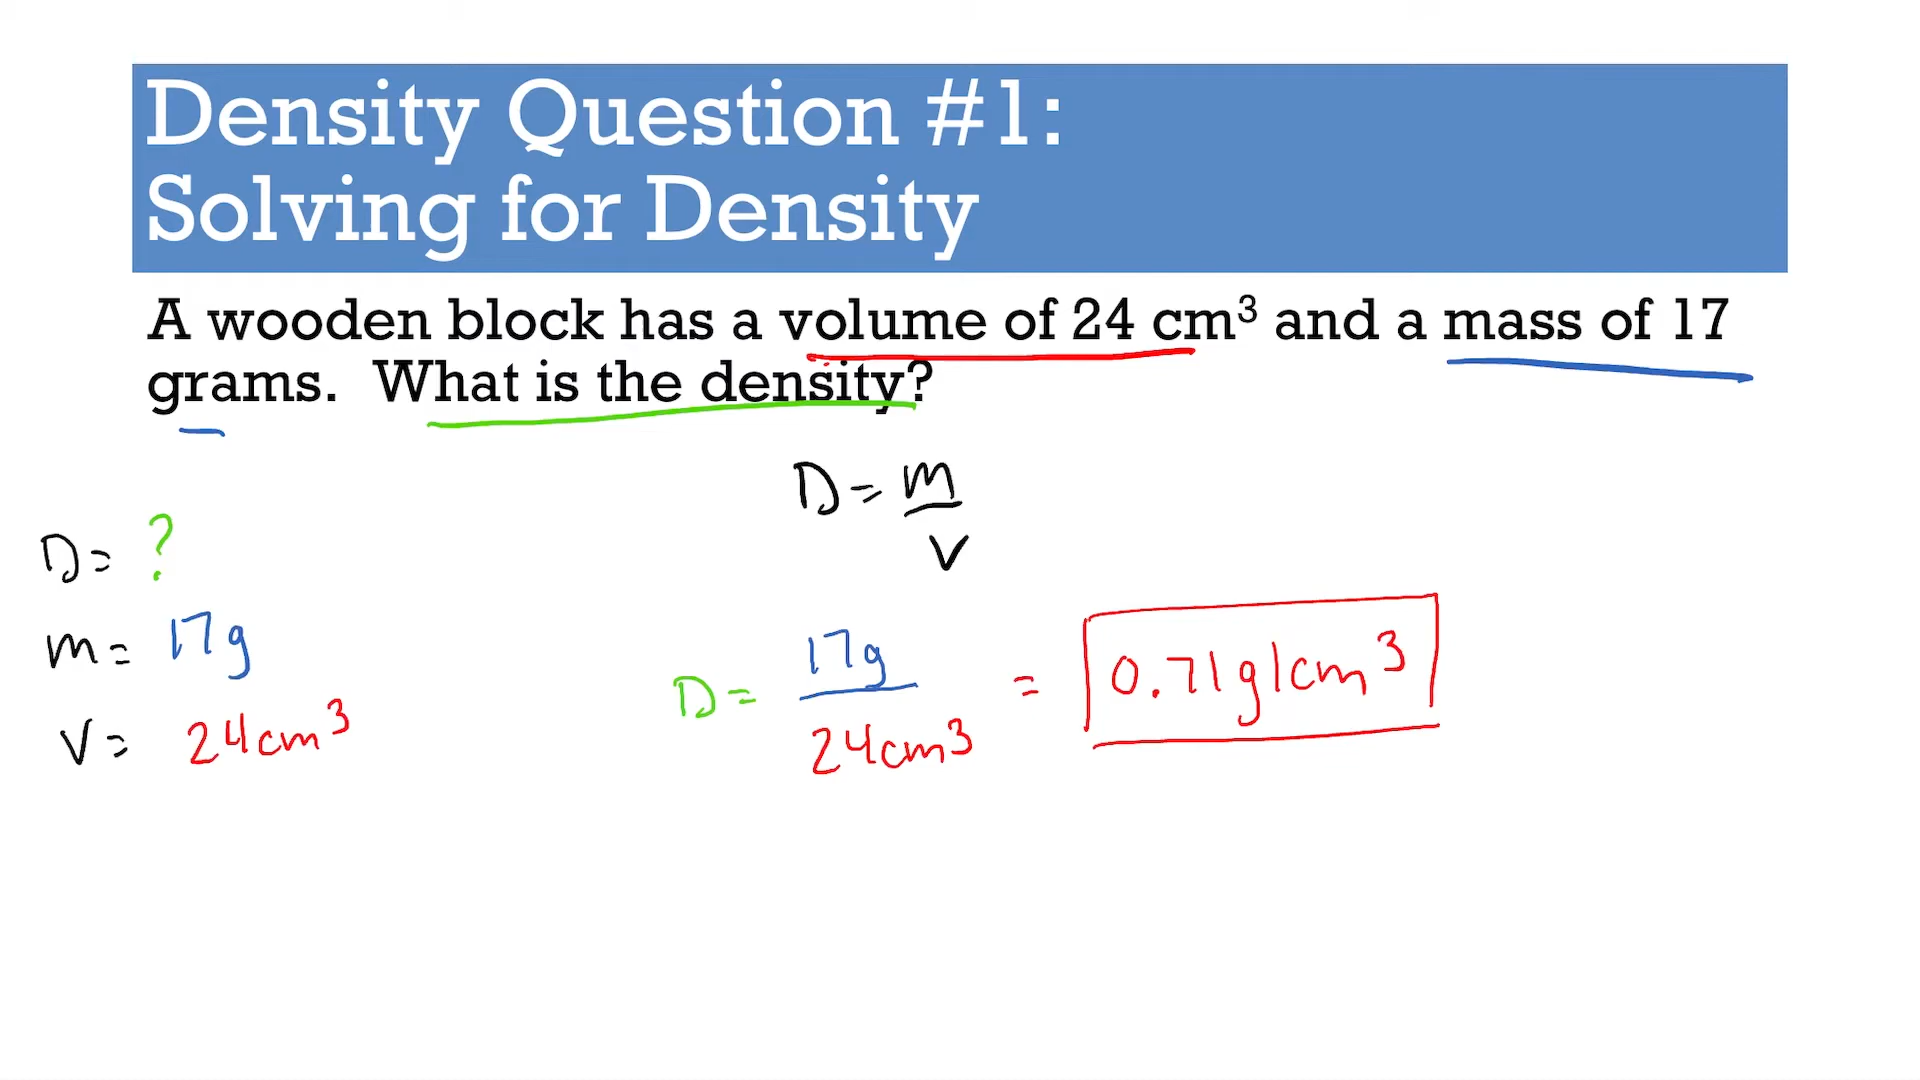 Density Question #1:
Solving for Density
A wooden block has a volume of 24 cm³ and a mass of 17
grams. What is the density?
D = m
V
D = ?
m = 17g
V = 24cm³
D = 17g
24cm³
= 0.71g/cm³